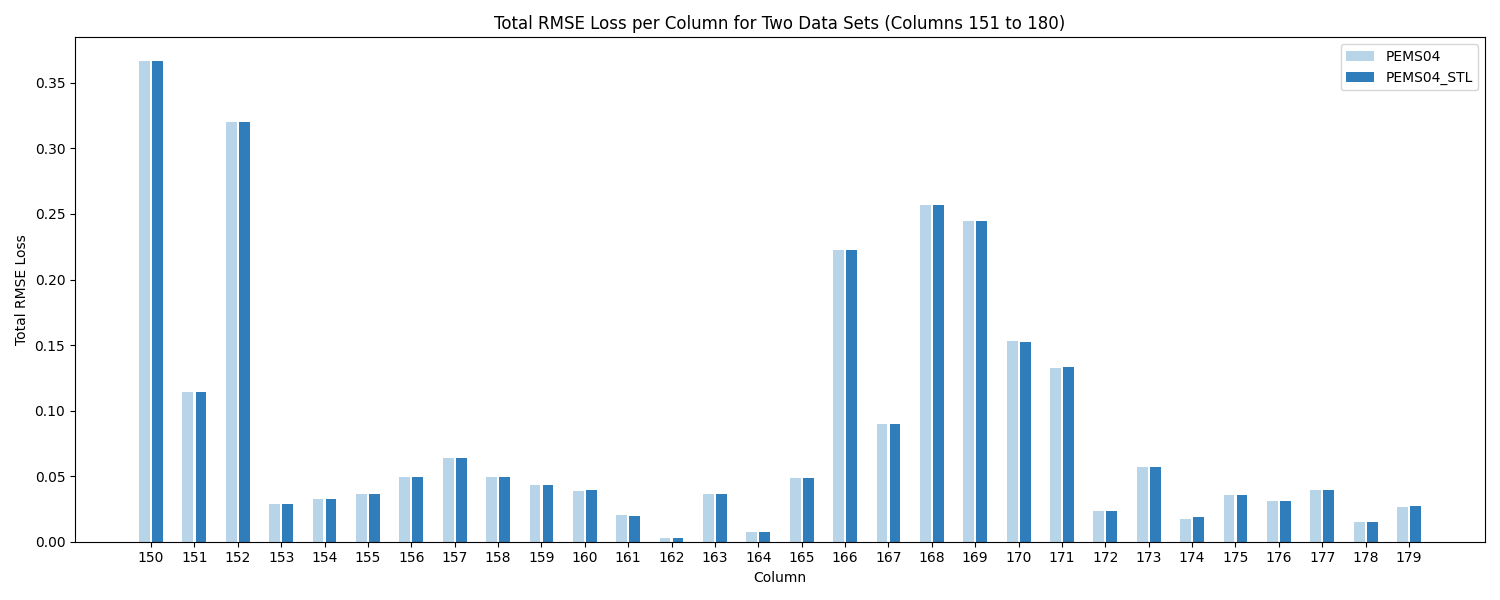 Total RMSE Loss per Column for Two Data Sets (Columns 151 to 180)
PEMS04
PEMS04_STL
Total RMSE Loss
0.35
0.30
0.25
0.20
0.15
0.10
0.05
0.00
150 151 152 153 154 155 156 157 158 159 160 161 162 163 164 165 166 167 168 169 170 171 172 173 174 175 176 177 178 179
Column